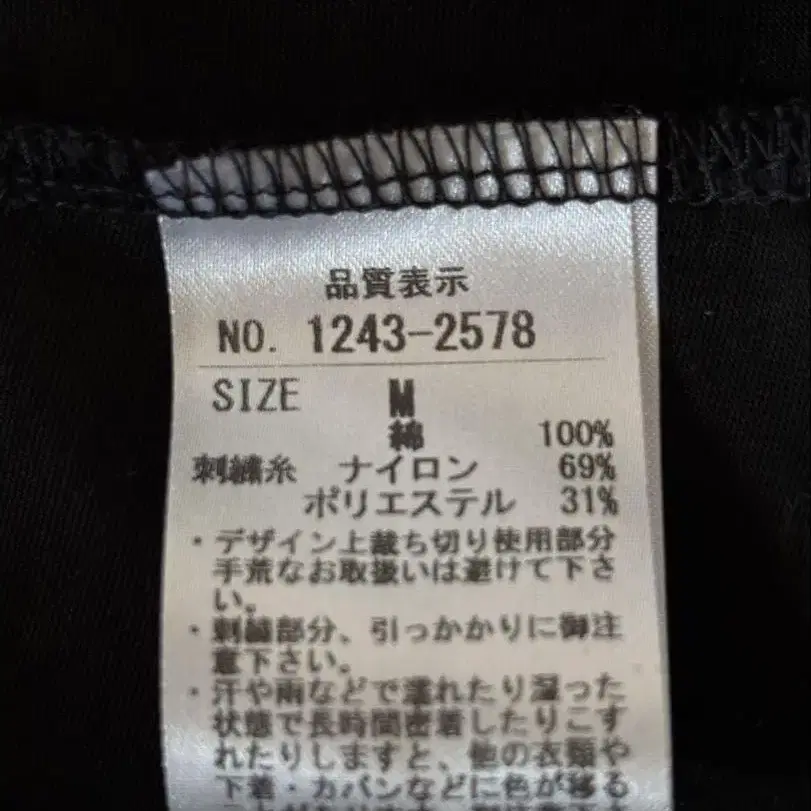 品質表示
NO. 1243-2578
SIZE M
綿 100%
刺繍糸 ナイロン 69%
ポリエステル 31%
・デザイン上裁ち切り使用部分
手荒なお取扱いは避けて下さ
い。
・刺繍部分、引っかかりに御注
意下さい。
・汗や雨などで濡れたり湿った
状態で長時間密着したりこす
れたりしますと、他の衣類や
下着・カバンなどに色が移る